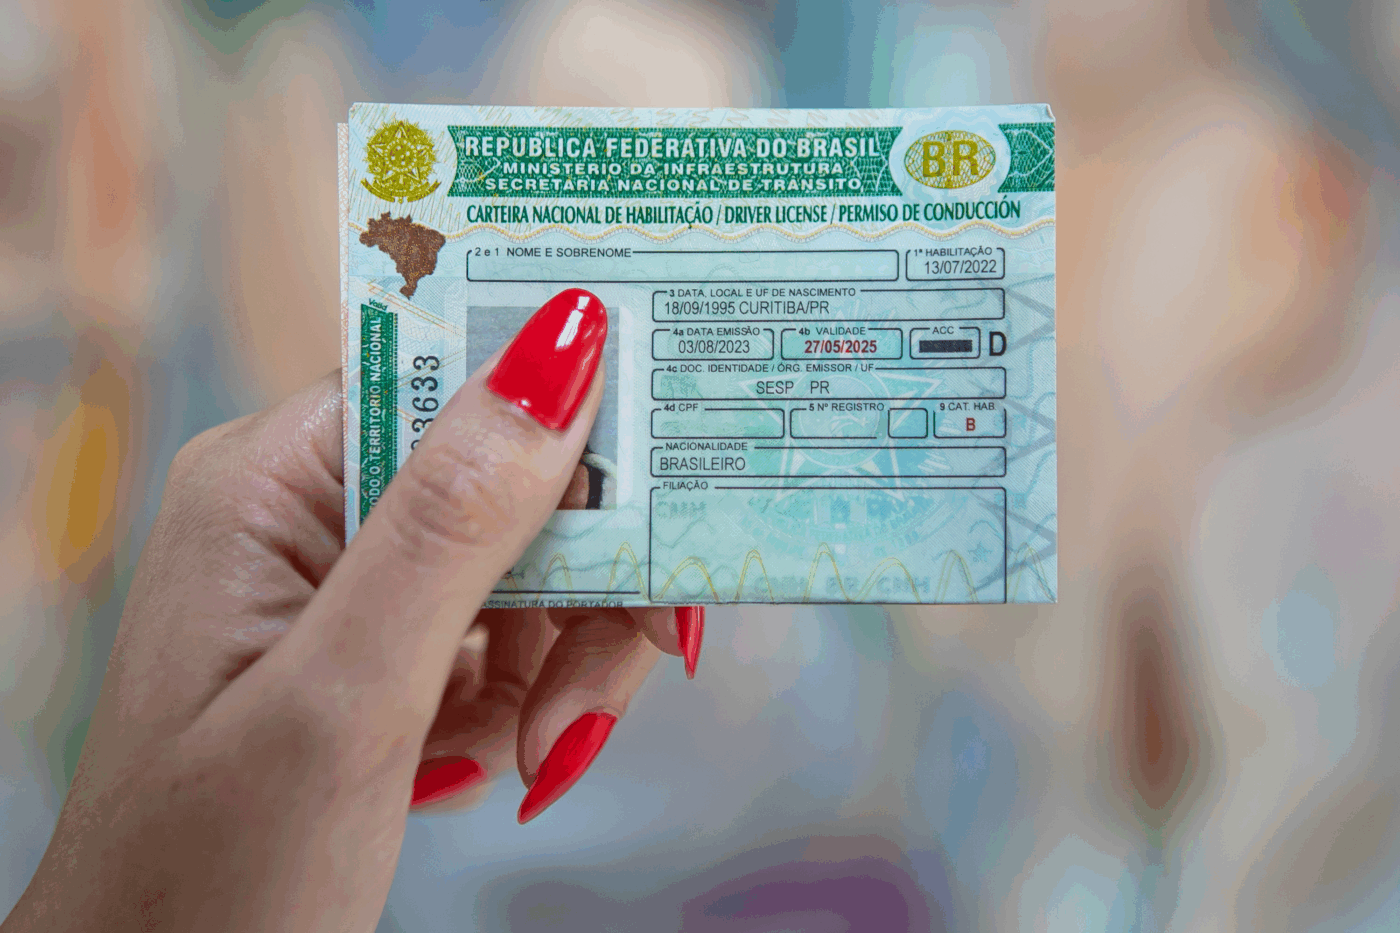 REPÚBLICA FEDERATIVA DO BRASIL
BR
MINISTÉRIO DA INFRAESTRUTURA
SECRETARIA NACIONAL DE TRÂNSITO
CARTEIRA NACIONAL DE HABILITAÇÃO / DRIVER LICENSE / PERMISO DE CONDUCCIÓN
2 e 1 NOME E SOBRENOME
1ª HABILITAÇÃO
13/07/2022
3 DATA, LOCAL E UF DE NASCIMENTO
18/09/1995 CURITIBA/PR
4a DATA EMISSÃO
4b VALIDADE
ACC
03/08/2023
27/05/2025
D
4c DOC. IDENTIDADE / ÓRG. EMISSOR / UF
SESP PR
4d CPF
5 Nº REGISTRO
9 CAT. HAB.
B
NACIONALIDADE
BRASILEIRO
FILIAÇÃO
ASSINATURA DO PORTADOR
TERRITÓRIO NACIONAL
3633